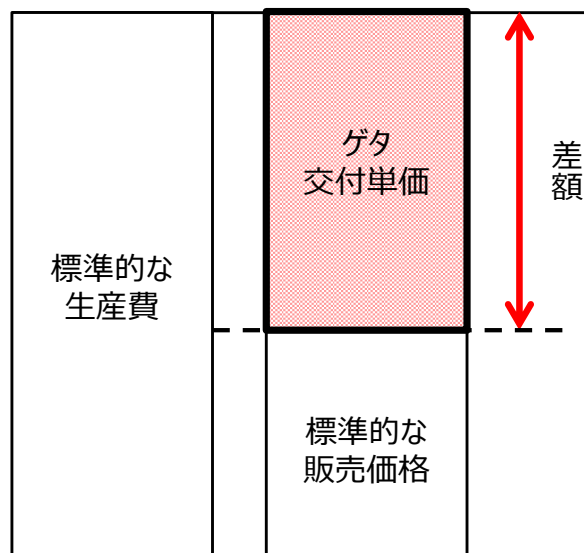 標準的な
生産費
ゲタ
交付単価
標準的な
販売価格
差額